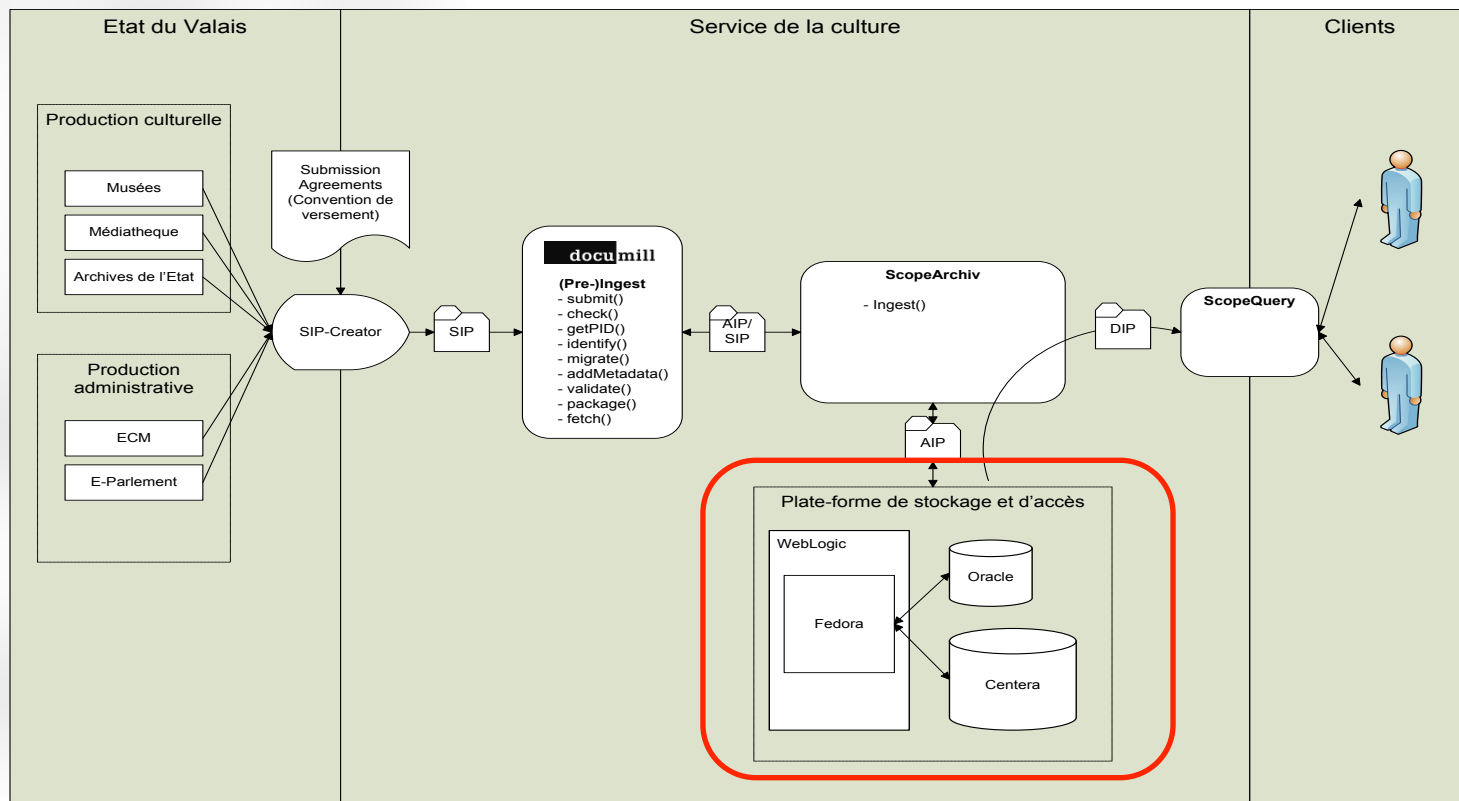 Etat du Valais
Service de la culture
Clients
Production culturelle
Musées
Médiatheque
Archives de l'Etat
Production
administrative
ECM
E-Parlement
Submission
Agreements
(Convention de
versement)
SIP-Creator
SIP
documill
(Pre-)Ingest
- submit()
- check()
- getPID()
- identify()
- migrate()
- addMetadata()
- validate()
- package()
- fetch()
AIP/
SIP
ScopeArchiv
- Ingest()
DIP
ScopeQuery
AIP
Plate-forme de stockage et d'accès
WebLogic
Fedora
Oracle
Centera